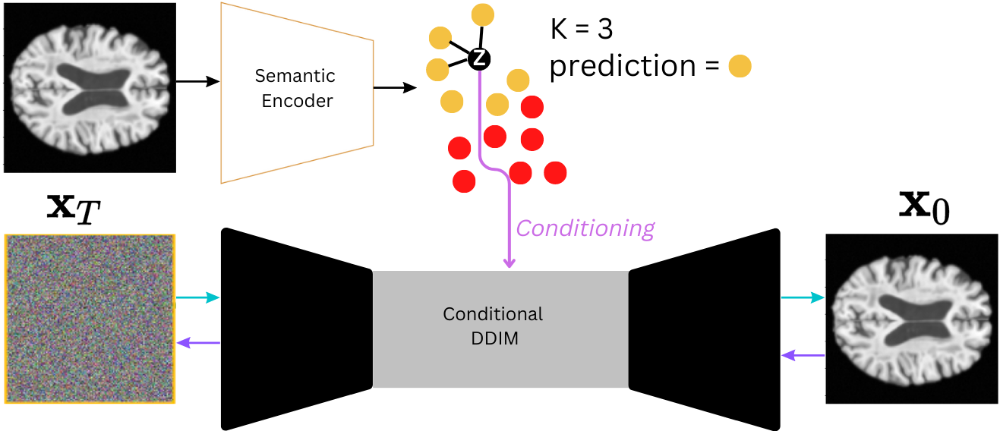 Semantic
Encoder
Z
K = 3
prediction =
x_T
Conditioning
x_0
Conditional
DDIM